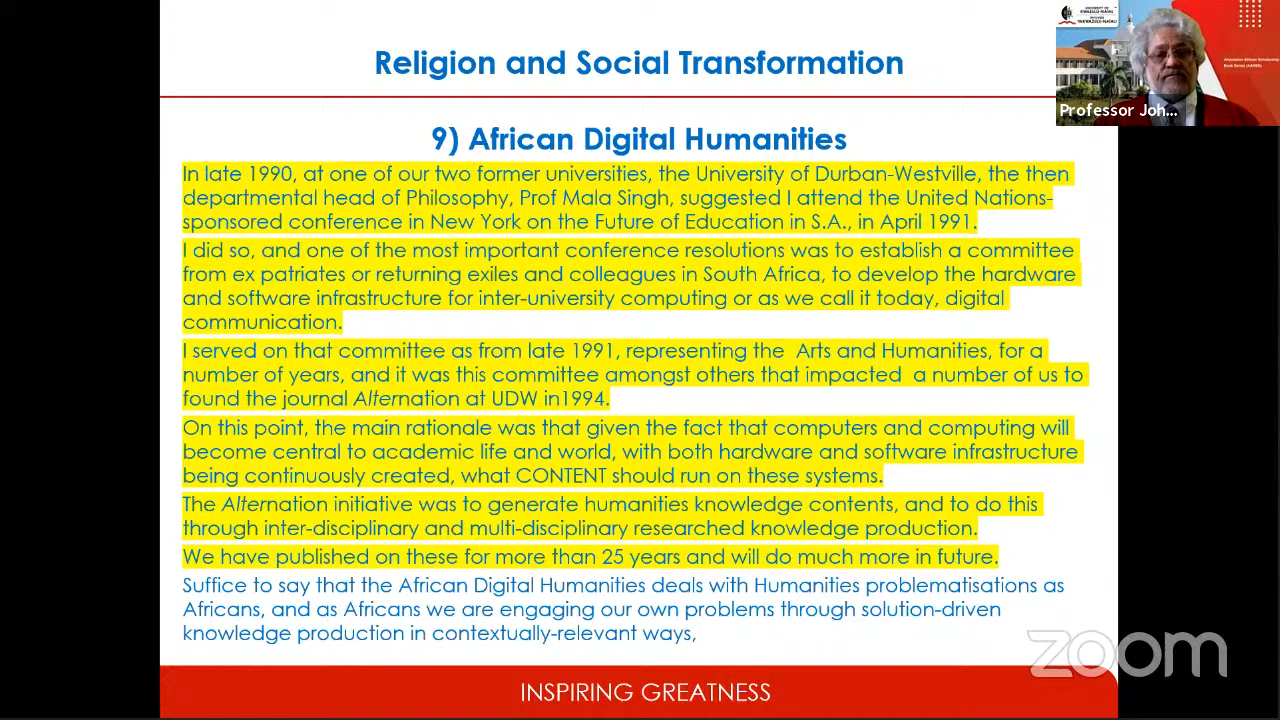 Religion and Social Transformation
UNIVERSITY OF
KWAZULU-NATAL
INYUVESI
YAKWAZULU-NATALI
Alternation African Scholarship
Book Series (AASBS)
Professor Joh...
9) African Digital Humanities
In late 1990, at one of our two former universities, the University of Durban-Westville, the then
departmental head of Philosophy, Prof Mala Singh, suggested I attend the United Nations-
sponsored conference in New York on the Future of Education in S.A., in April 1991.
I did so, and one of the most important conference resolutions was to establish a committee
from ex patriates or returning exiles and colleagues in South Africa, to develop the hardware
and software infrastructure for inter-university computing or as we call it today, digital
communication.
I served on that committee as from late 1991, representing the Arts and Humanities, for a
number of years, and it was this committee amongst others that impacted a number of us to
found the journal Alternation at UDW in1994.
On this point, the main rationale was that given the fact that computers and computing will
become central to academic life and world, with both hardware and software infrastructure
being continuously created, what CONTENT should run on these systems.
The Alternation initiative was to generate humanities knowledge contents, and to do this
through inter-disciplinary and multi-disciplinary researched knowledge production.
We have published on these for more than 25 years and will do much more in future.
Suffice to say that the African Digital Humanities deals with Humanities problematisations as
Africans, and as Africans we are engaging our own problems through solution-driven
knowledge production in contextually-relevant ways,
zoom
INSPIRING GREATNESS